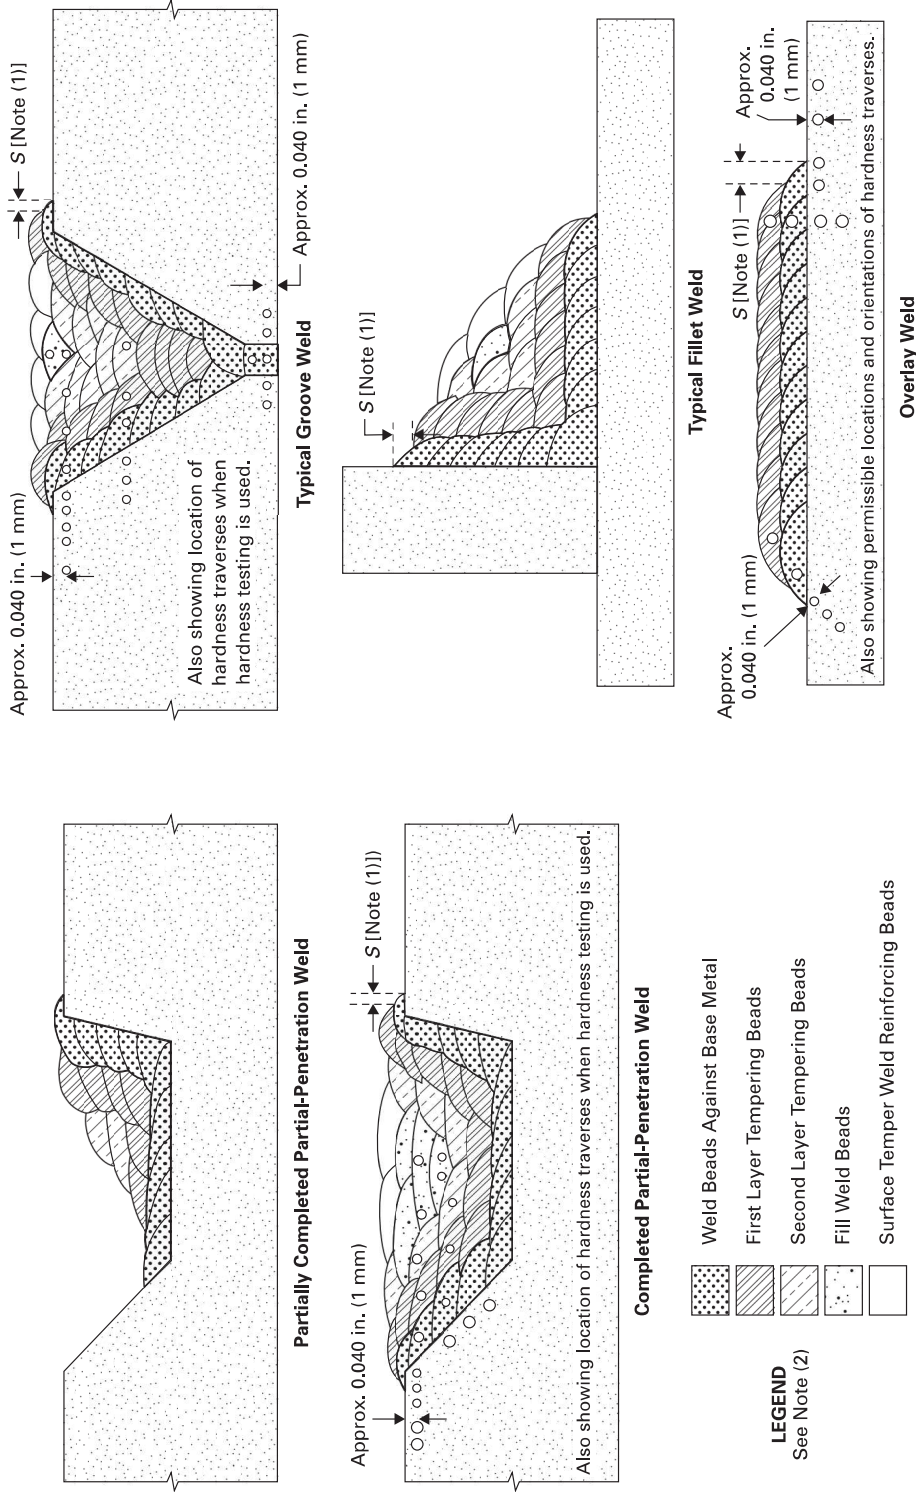 Partially Completed Partial-Penetration Weld
Approx. 0.040 in. (1 mm)
S [Note (1)])
Also showing location of hardness traverses when hardness testing is used.
Completed Partial-Penetration Weld
LEGEND
See Note (2)
Weld Beads Against Base Metal
First Layer Tempering Beads
Second Layer Tempering Beads
Fill Weld Beads
Surface Temper Weld Reinforcing Beads
Approx. 0.040 in. (1 mm)
S [Note (1)]
Also showing location of
hardness traverses when
hardness testing is used.
Approx. 0.040 in. (1 mm)
Typical Groove Weld
S [Note (1)]
Typical Fillet Weld
Approx.
0.040 in. (1 mm)
S [Note (1)]
Approx.
0.040 in.
(1 mm)
Also showing permissible locations and orientations of hardness traverses.
Overlay Weld